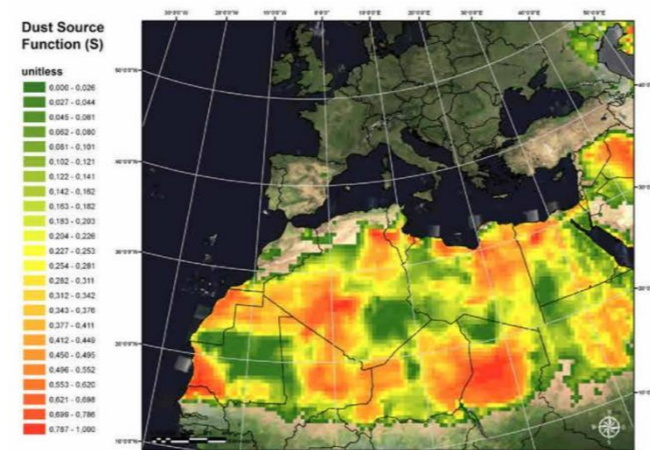 Dust Source
Function (S)
unitless
0,000 - 0,026
0,027 - 0,044
0,045 - 0,061
0,062 - 0,080
0,081 - 0,101
0,102 - 0,121
0,122 - 0,141
0,142 - 0,162
0,163 - 0,182
0,183 - 0,203
0,204 - 0,226
0,227 - 0,253
0,254 - 0,281
0,282 - 0,311
0,312 - 0,342
0,343 - 0,376
0,377 - 0,411
0,412 - 0,449
0,450 - 0,495
0,496 - 0,552
0,553 - 0,620
0,621 - 0,698
0,699 - 0,786
0,787 - 1,000